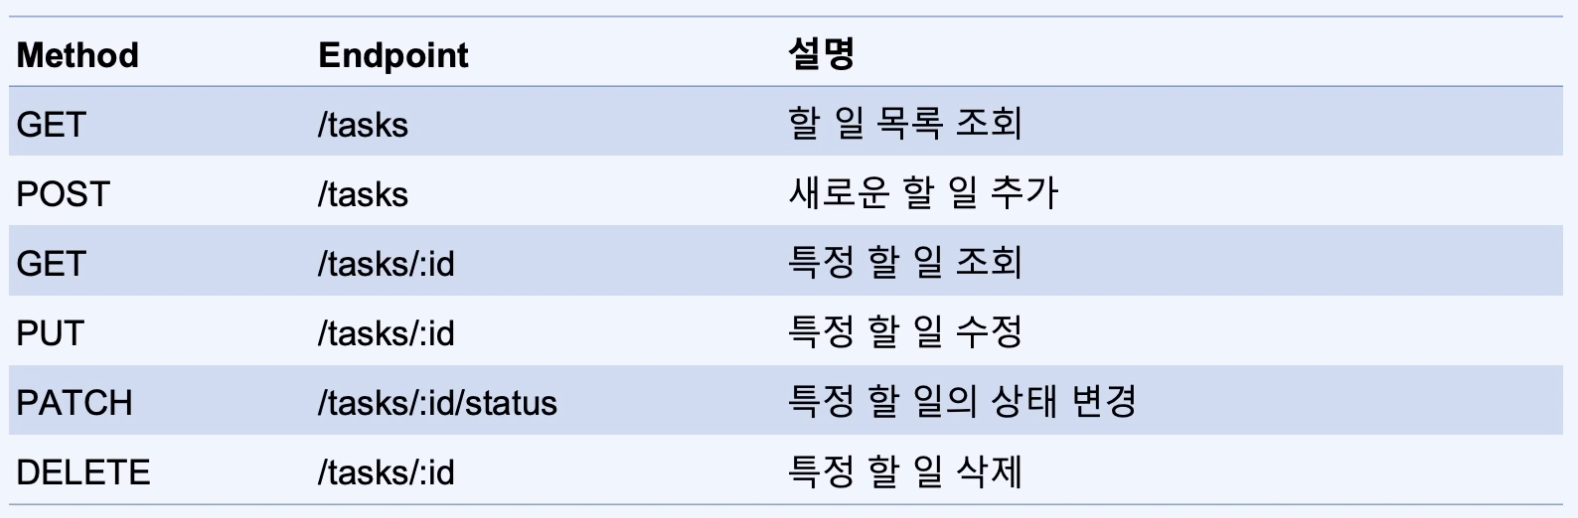 Method Endpoint 설명
GET /tasks 할 일 목록 조회
POST /tasks 새로운 할 일 추가
GET /tasks/:id 특정 할 일 조회
PUT /tasks/:id 특정 할 일 수정
PATCH /tasks/:id/status 특정 할 일의 상태 변경
DELETE /tasks/:id 특정 할 일 삭제